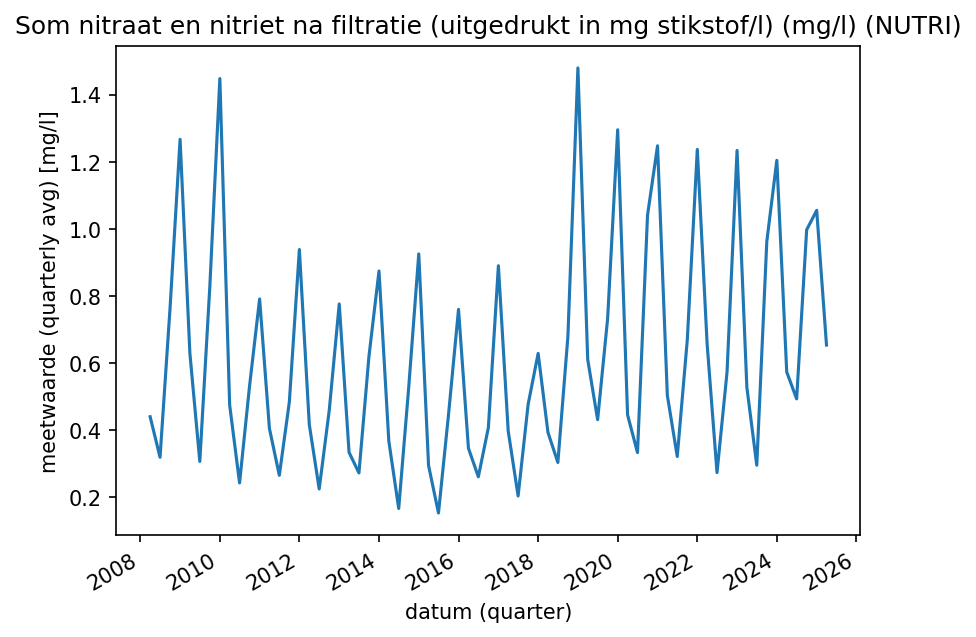 Som nitraat en nitriet na filtratie (uitgedrukt in mg stikstof/l) (mg/l) (NUTRI)
meetwaarde (quarterly avg) [mg/l]
1.4
1.2
1.0
0.8
0.6
0.4
0.2
2008 2010 2012 2014 2016 2018 2020 2022 2024 2026
datum (quarter)